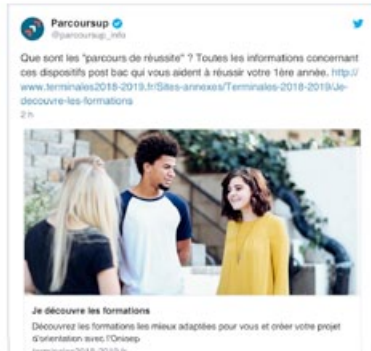 Parcoursup
@parcoursup_info
Que sont les "parcours de réussite" ? Toutes les informations concernant
ces dispositifs post bac qui vous aident à réussir votre 1ère année. http://
www.terminales2018-2019.fr/Sites-annexes/Terminales-2018-2019/Je-
decouvre-les-formations
2 h
Je découvre les formations
Découvrez les formations les mieux adaptées pour vous et créer votre projet
d'orientation avec l'Onisep